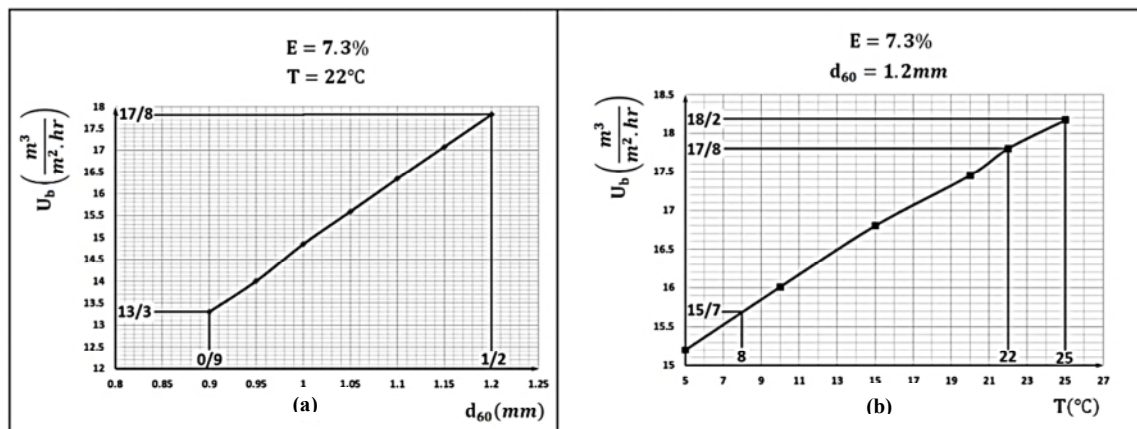 E = 7.3%
T = 22°C
U_b (m³/m².hr)
18
17.5
17
16.5
16
15.5
15
14.5
14
13.5
13
12.5
12
17/8
13/3
0/9
1/2
0.8 0.85 0.9 0.95 1 1.05 1.1 1.15 1.2 1.25
(a)
d₆₀(mm)
E = 7.3%
d₆₀ = 1.2mm
U_b (m³/m².hr)
18.5
18
17.5
17
16.5
16
15.5
15
18/2
17/8
15/7
8
22
25
5 7 9 11 13 15 17 19 21 23 25 27
(b)
T(°C)